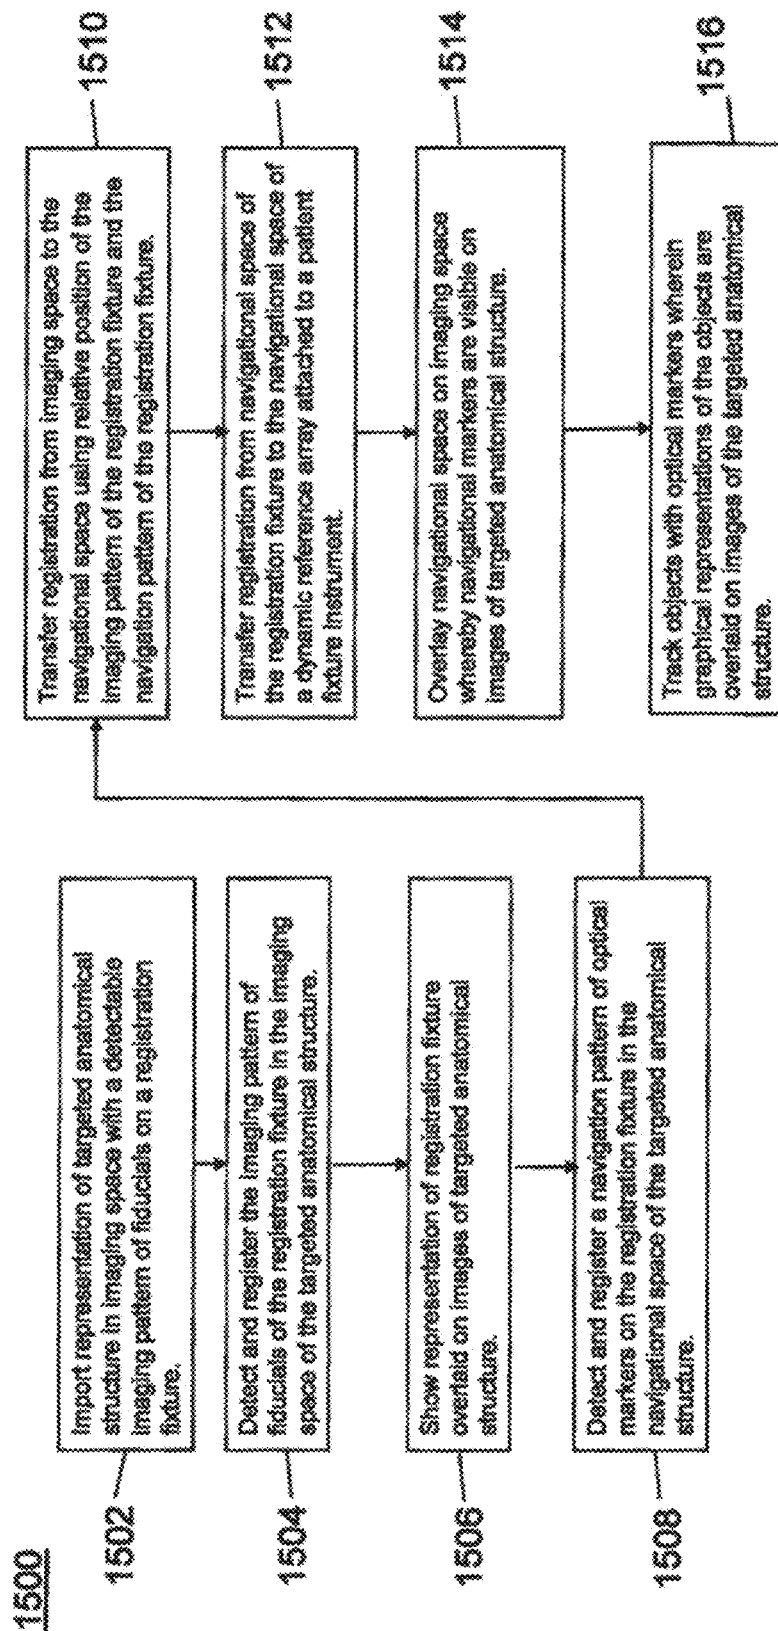 1500
1502
Import representation of targeted anatomical
structure in imaging space with a detectable
imaging pattern of fiducials on a registration
fixture.
1504
Detect and register the imaging pattern of
fiducials of the registration fixture in the imaging
space of the targeted anatomical structure.
1506
Show representation of registration fixture
overlaid on images of targeted anatomical
structure.
1508
Detect and register a navigation pattern of optical
markers on the registration fixture in the
navigational space of the targeted anatomical
structure.
1510
Transfer registration from imaging space to the
navigational space using relative position of the
imaging pattern of the registration fixture and the
navigation pattern of the registration fixture.
1512
Transfer registration from navigational space of
the registration fixture to the navigational space of
a dynamic reference array attached to a patient
fixture instrument.
1514
Overlay navigational space on imaging space
whereby navigational markers are visible on
images of targeted anatomical structure.
1516
Track objects with optical markers wherein
graphical representations of the objects are
overlaid on images of the targeted anatomical
structure.